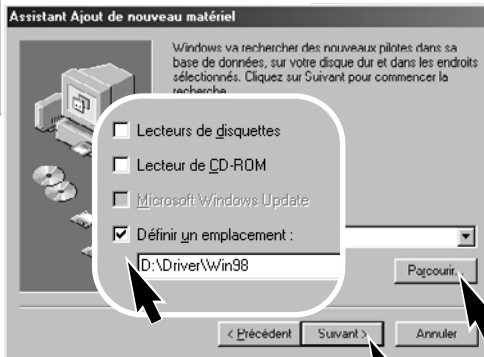 Assistant Ajout de nouveau matériel
Windows va rechercher des nouveaux pilotes dans sa
base de données, sur votre disque dur et dans les endroits
sélectionnés. Cliquez sur Suivant pour commencer la
recherche.
Lecteurs de disquettes
Lecteur de CD-ROM
Microsoft Windows Update
Définir un emplacement :
D:\Driver\Win98
Parcourir...
< Précédent
Suivant >
Annuler